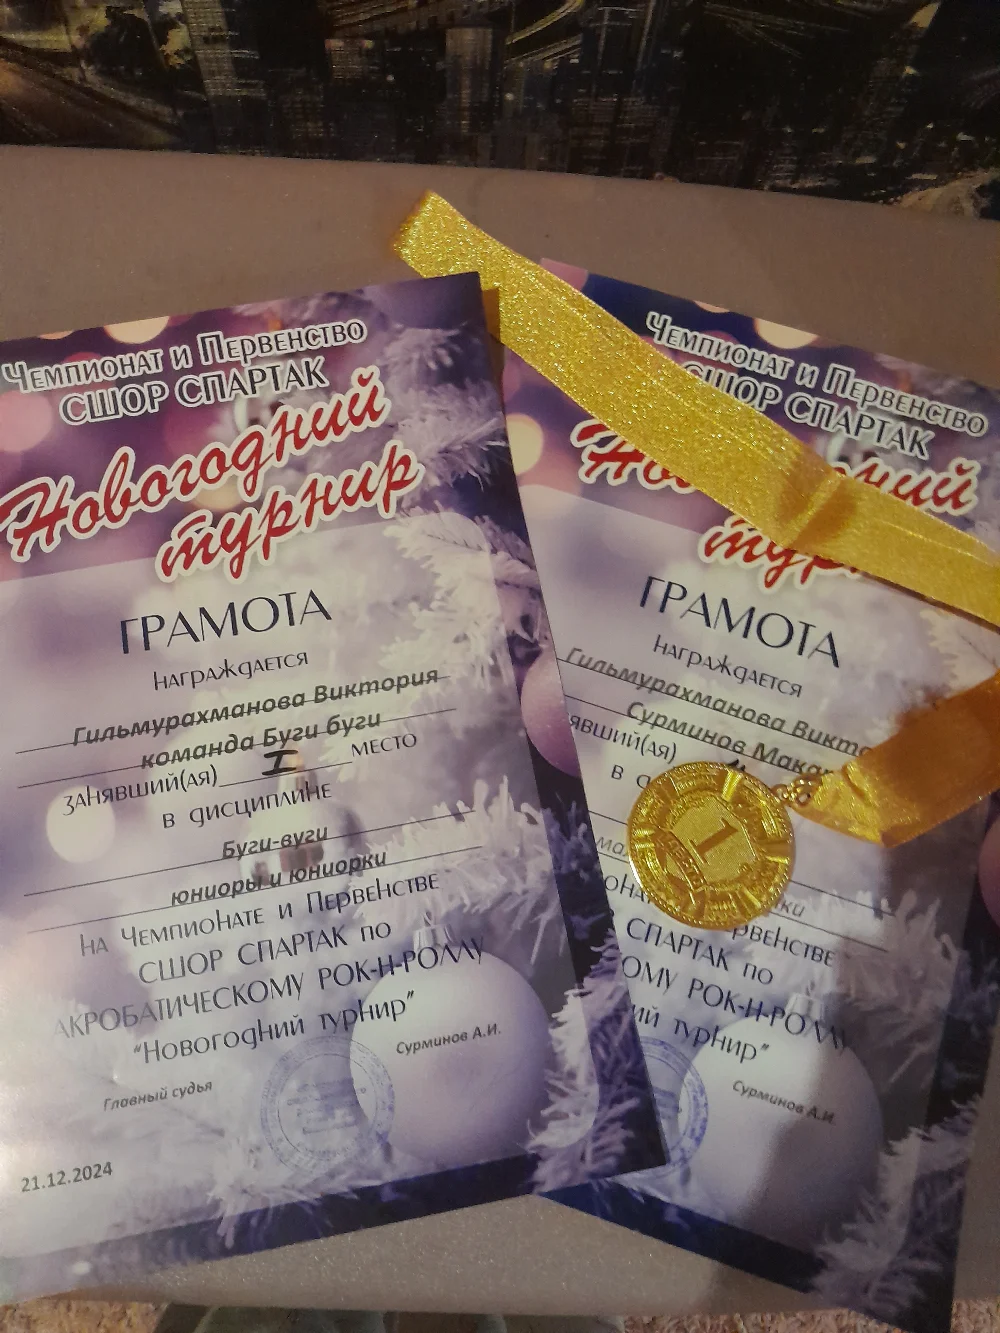 Чемпионат и Первенство
СШОР СПАРТАК
Новогодний
турнир
ГРАМОТА
награждается
Гильмурахманова Виктория
команда Буги буги
занявший(ая) I место
в дисциплине
Буги-вуги
юниоры и юниорки
на Чемпионате и Первенстве
СШОР СПАРТАК по
АКРОБАТИЧЕСКОМУ РОК-Н-РОЛЛУ
"Новогодний турнир"
Главный судья Сурминов А.И.
21.12.2024
Чемпионат и Первенство
СШОР СПАРТАК
ГРАМОТА
награждается
Гильмурахманова
Сурминов
в
1
СПАРТАК по
РОК-Н-РОЛЛУ
турнир"
Сурминов А.И.